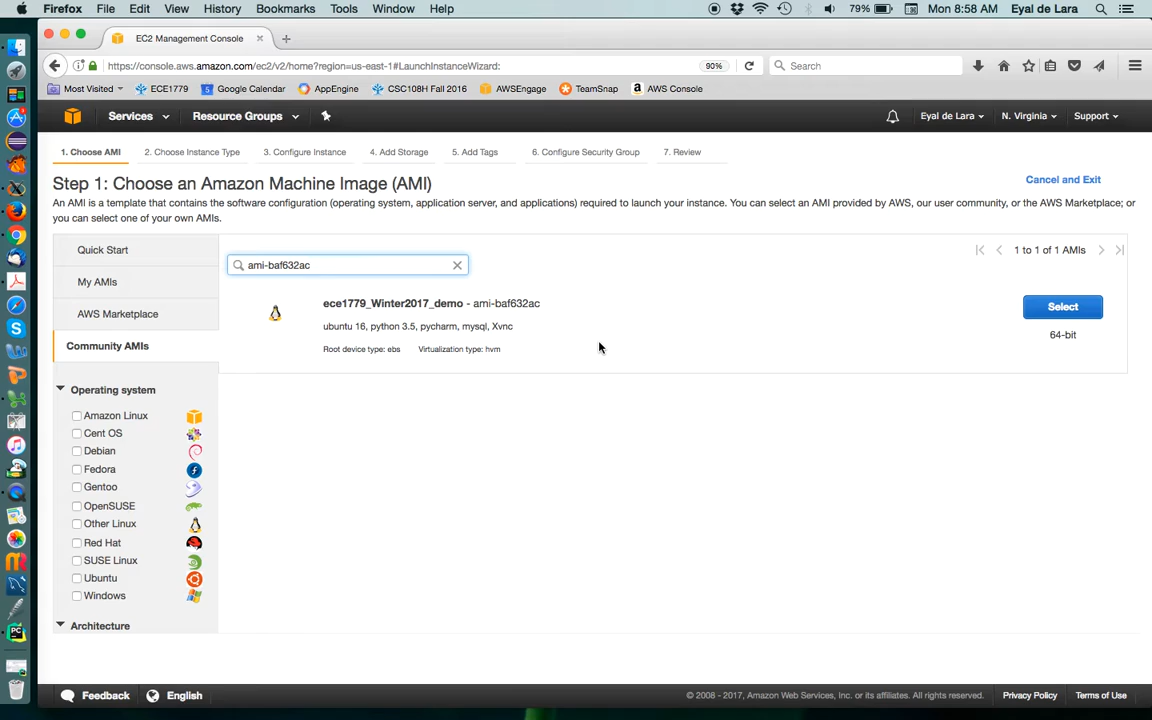 Firefox File Edit View History Bookmarks Tools Window Help 79% Mon 8:58 AM Eyal de Lara
EC2 Management Console
https://console.aws.amazon.com/ec2/v2/home?region=us-east-1#LaunchInstanceWizard: 90% Search
Most Visited ECE1779 Google Calendar AppEngine CSC108H Fall 2016 AWSEngage TeamSnap AWS Console
Services Resource Groups Eyal de Lara N. Virginia Support
1. Choose AMI 2. Choose Instance Type 3. Configure Instance 4. Add Storage 5. Add Tags 6. Configure Security Group 7. Review
Step 1: Choose an Amazon Machine Image (AMI) Cancel and Exit
An AMI is a template that contains the software configuration (operating system, application server, and applications) required to launch your instance. You can select an AMI provided by AWS, our user community, or the AWS Marketplace; or
you can select one of your own AMIs.
Quick Start
My AMIs
AWS Marketplace
Community AMIs
Operating system
Amazon Linux
Cent OS
Debian
Fedora
Gentoo
OpenSUSE
Other Linux
Red Hat
SUSE Linux
Ubuntu
Windows
Architecture
ami-baf632ac 1 to 1 of 1 AMIs
ece1779_Winter2017_demo - ami-baf632ac Select
ubuntu 16, python 3.5, pycharm, mysql, Xvnc 64-bit
Root device type: ebs Virtualization type: hvm
Feedback English © 2008 - 2017, Amazon Web Services, Inc. or its affiliates. All rights reserved. Privacy Policy Terms of Use